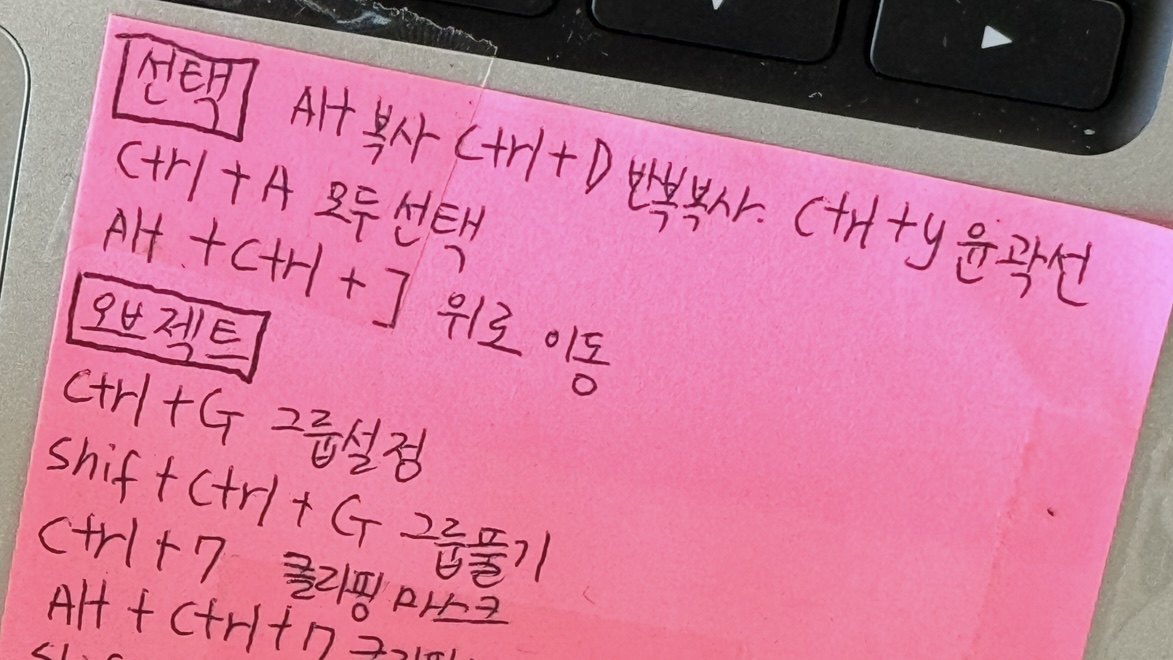 선택 Alt 복사 Ctrl+D 반복복사. Ctrl+y 윤곽선
Ctrl+A 모두 선택
Alt+Ctrl+] 위로 이동
오브젝트
Ctrl+G 그룹설정
Shif+Ctrl+G 그룹풀기
Ctrl+7 클리핑 마스크
Alt+Ctrl+7